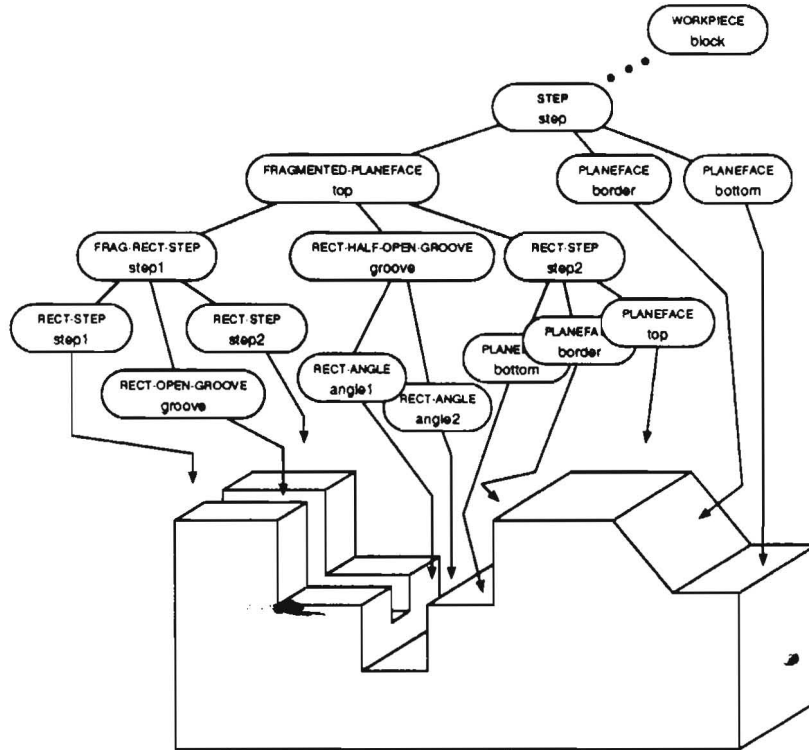 WORKPIECE
block
STEP
step
FRAGMENTED-PLANEFACE
top
PLANEFACE
border
PLANEFACE
bottom
FRAG-RECT-STEP
step1
RECT-HALF-OPEN-GROOVE
groove
RECT-STEP
step2
RECT-STEP
step1
RECT-STEP
step2
PLANEFACE
top
PLANEFA
border
PLANEF
bottom
RECT-ANGLE
angle1
RECT-OPEN-GROOVE
groove
RECT-ANGLE
angle2